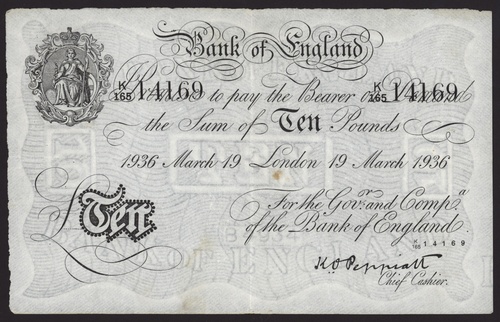 Bank of England
K/165 14169 K/165 14169
to pay the Bearer on Demand
the Sum of Ten Pounds
1936 March 19 London 19 March 1936
For the Govr. and Compa.
of the Bank of England.
K/165 14169
£Ten
K O Peppiatt
Chief Cashier.